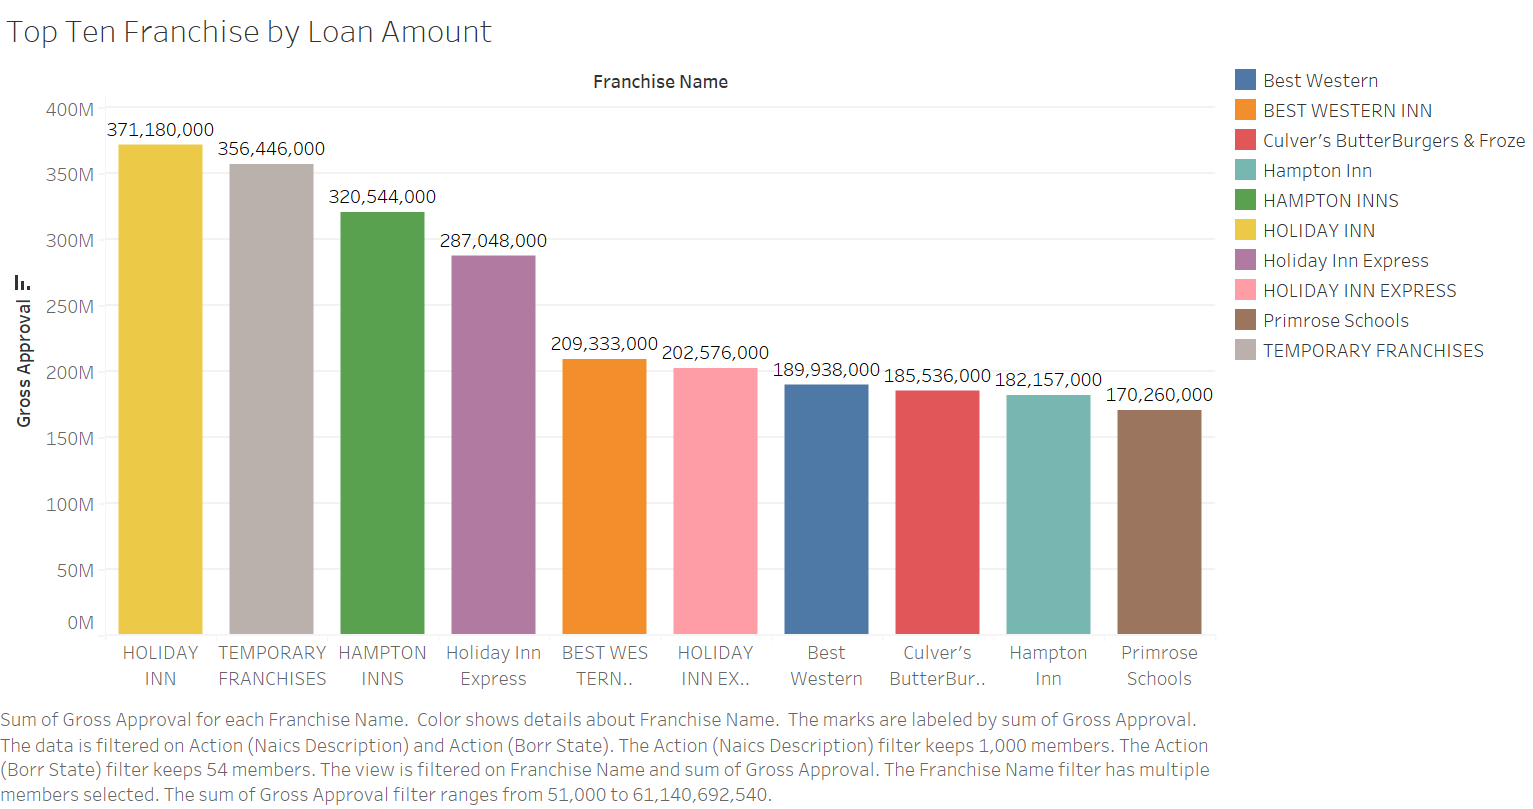 Top Ten Franchise by Loan Amount
Franchise Name
Gross Approval
400M
350M
300M
250M
200M
150M
100M
50M
0M
371,180,000
356,446,000
320,544,000
287,048,000
209,333,000
202,576,000
189,938,000
185,536,000
182,157,000
170,260,000
HOLIDAY
INN
TEMPORARY
FRANCHISES
HAMPTON
INNS
Holiday Inn
Express
BEST WES
TERN..
HOLIDAY
INN EX..
Best
Western
Culver's
ButterBur..
Hampton
Inn
Primrose
Schools
Best Western
BEST WESTERN INN
Culver's ButterBurgers & Froze
Hampton Inn
HAMPTON INNS
HOLIDAY INN
Holiday Inn Express
HOLIDAY INN EXPRESS
Primrose Schools
TEMPORARY FRANCHISES
Sum of Gross Approval for each Franchise Name.  Color shows details about Franchise Name.  The marks are labeled by sum of Gross Approval.
The data is filtered on Action (Naics Description) and Action (Borr State). The Action (Naics Description) filter keeps 1,000 members. The Action
(Borr State) filter keeps 54 members. The view is filtered on Franchise Name and sum of Gross Approval. The Franchise Name filter has multiple
members selected. The sum of Gross Approval filter ranges from 51,000 to 61,140,692,540.